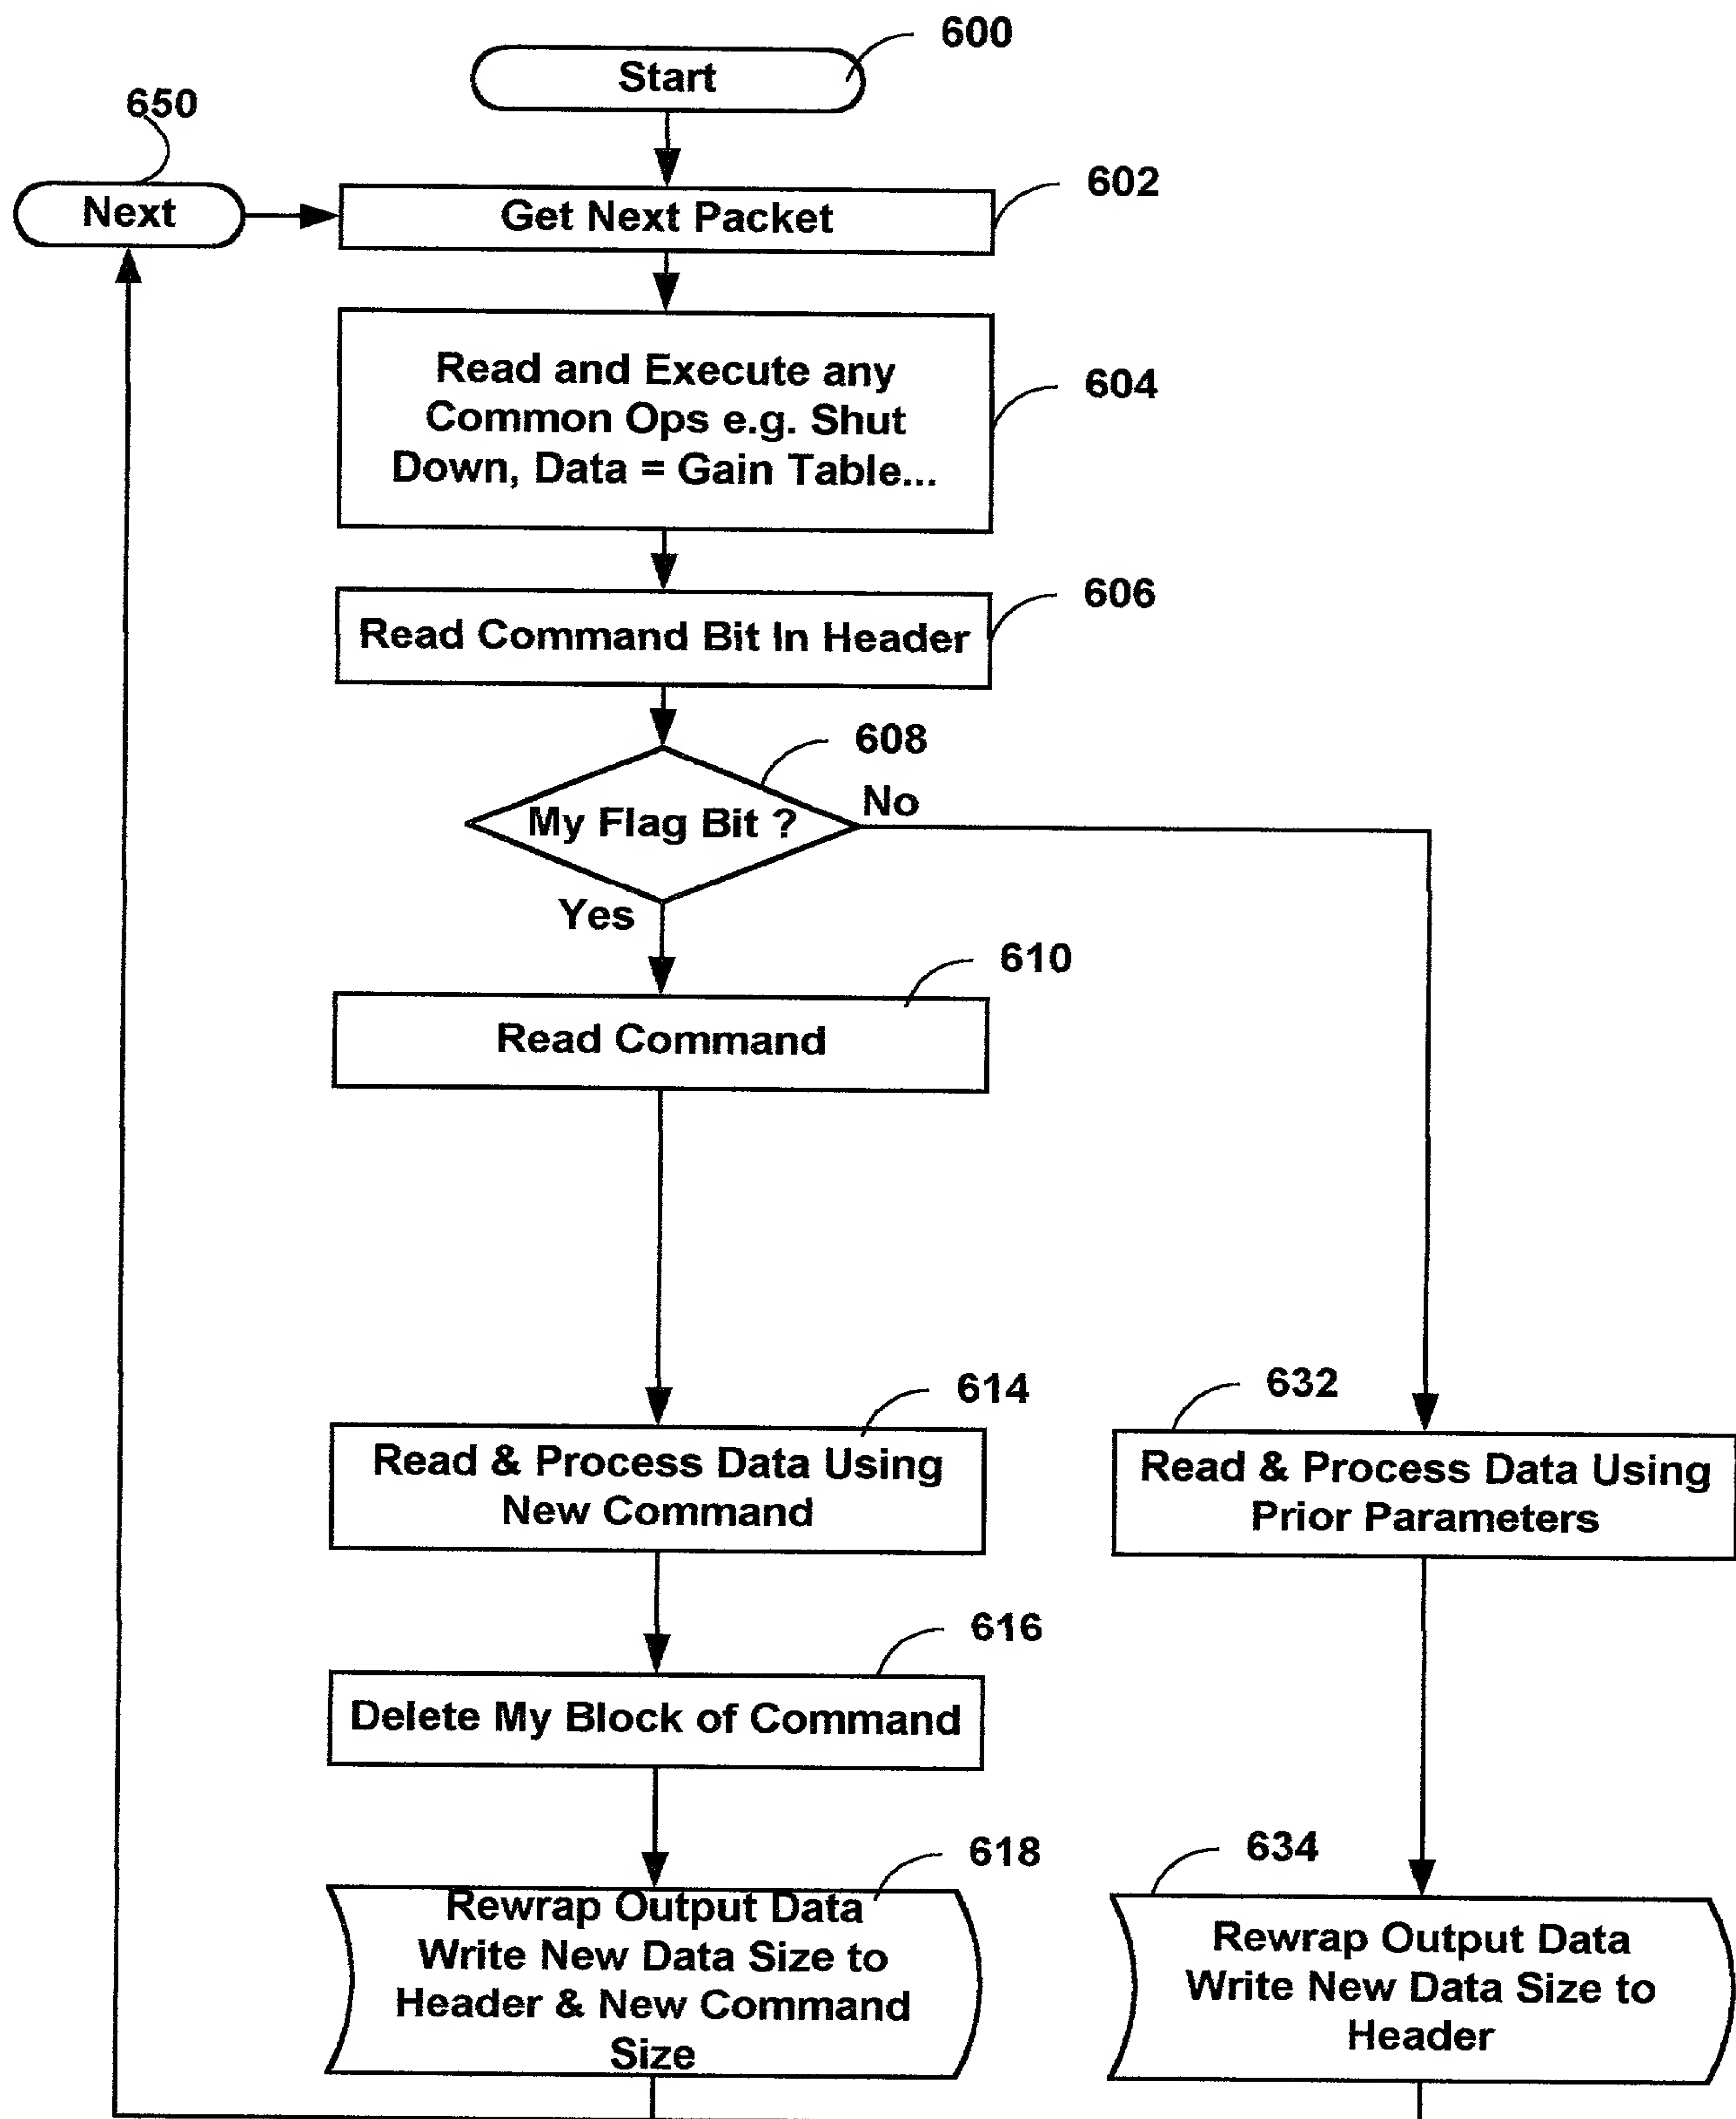 600
Start
650
Next
602
Get Next Packet
604
Read and Execute any
Common Ops e.g. Shut
Down, Data = Gain Table...
606
Read Command Bit In Header
608
My Flag Bit ?
No
Yes
610
Read Command
614
Read & Process Data Using
New Command
632
Read & Process Data Using
Prior Parameters
616
Delete My Block of Command
618
Rewrap Output Data
Write New Data Size to
Header & New Command
Size
634
Rewrap Output Data
Write New Data Size to
Header